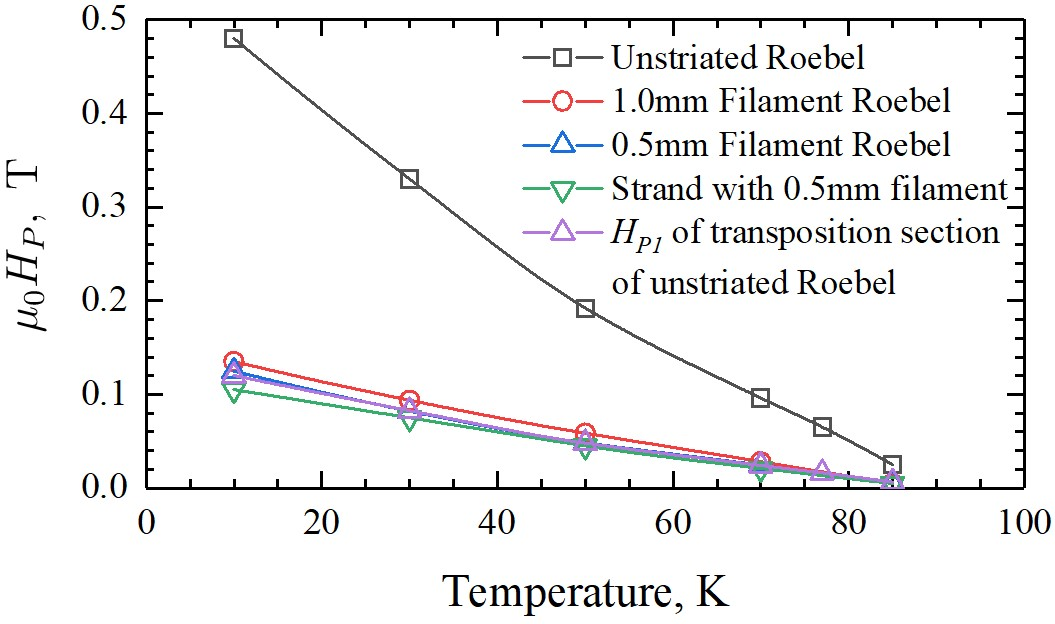 0.5
0.4
0.3
0.2
0.1
0.0
μ₀H_P, T
Unstriated Roebel
1.0mm Filament Roebel
0.5mm Filament Roebel
Strand with 0.5mm filament
H_P1 of transposition section
of unstriated Roebel
0 20 40 60 80 100
Temperature, K